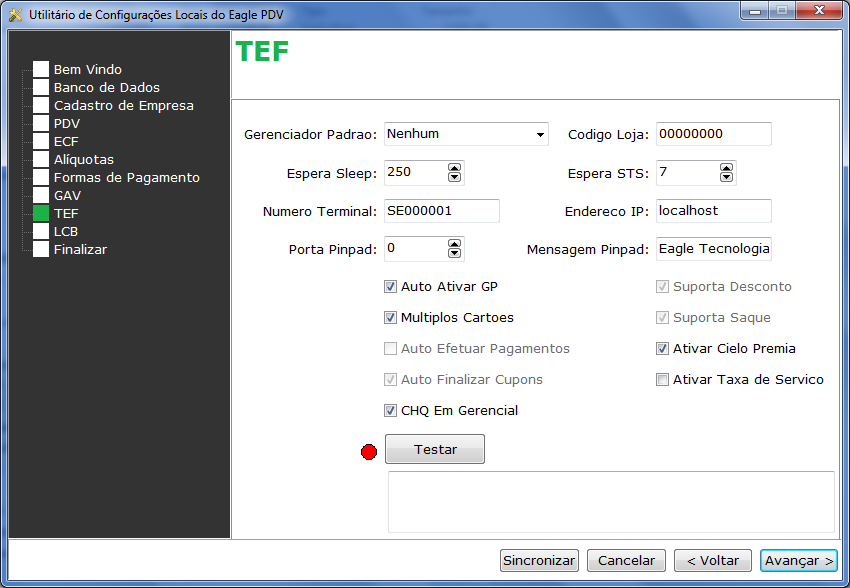 Utilitário de Configurações Locais do Eagle PDV
Bem Vindo
Banco de Dados
Cadastro de Empresa
PDV
ECF
Alíquotas
Formas de Pagamento
GAV
TEF
LCB
Finalizar
TEF
Gerenciador Padrao: Nenhum Codigo Loja: 00000000
Espera Sleep: 250 Espera STS: 7
Numero Terminal: SE000001 Endereco IP: localhost
Porta Pinpad: 0 Mensagem Pinpad: Eagle Tecnologia
Auto Ativar GP Suporta Desconto
Multiplos Cartoes Suporta Saque
Auto Efetuar Pagamentos Ativar Cielo Premia
Auto Finalizar Cupons Ativar Taxa de Servico
CHQ Em Gerencial
Testar
Sincronizar Cancelar < Voltar Avançar >